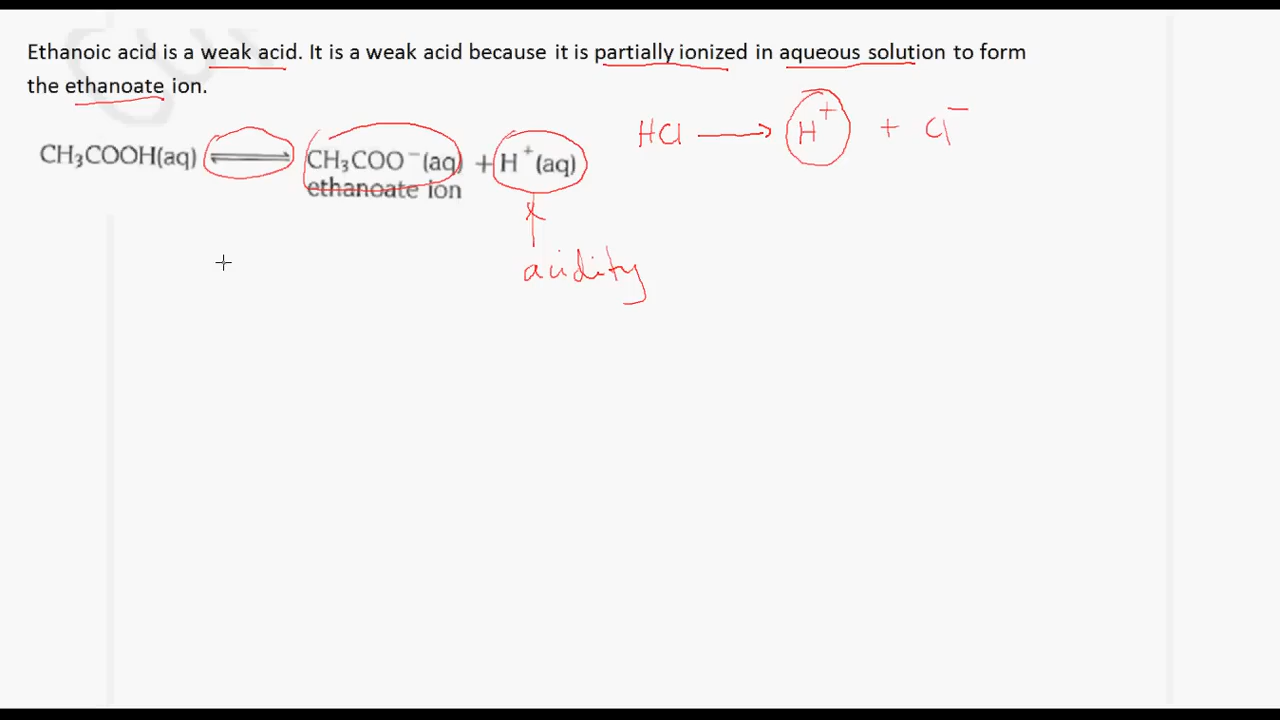 Ethanoic acid is a weak acid. It is a weak acid because it is partially ionized in aqueous solution to form
the ethanoate ion.
CH₃COOH(aq) ⇌ CH₃COO⁻(aq) + H⁺(aq)
ethanoate ion
HCl ⟶ H⁺ + Cl⁻
acidity